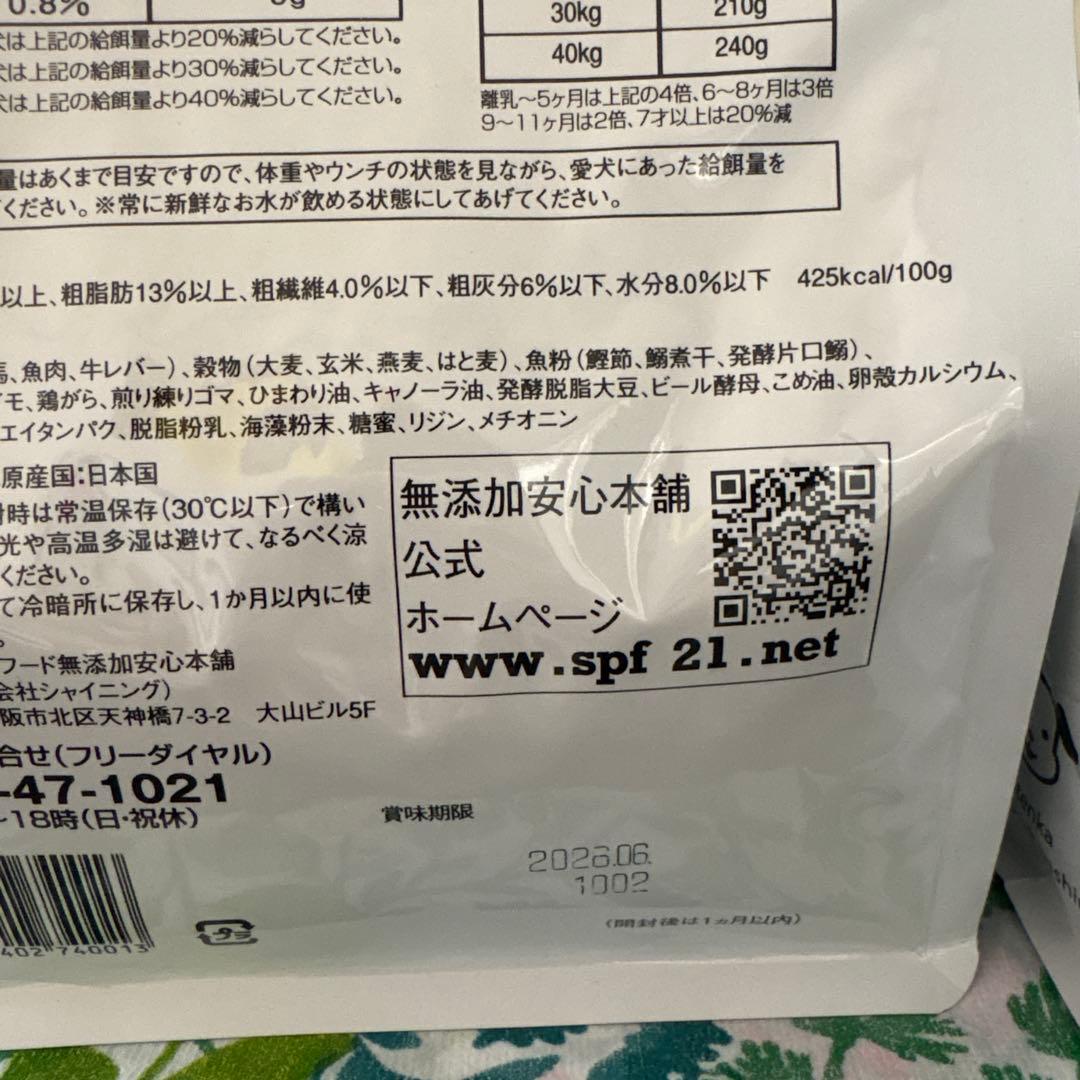 0.8%
30kg 210g
40kg 240g
犬は上記の給餌量より20%減らしてください。
犬は上記の給餌量より30%減らしてください。
犬は上記の給餌量より40%減らしてください。
離乳〜5ヶ月は上記の4倍、6〜8ヶ月は3倍
9〜11ヶ月は2倍、7才以上は20%減
量はあくまで目安ですので、体重やウンチの状態を見ながら、愛犬にあった給餌量を
ください。※常に新鮮なお水が飲める状態にしてあげてください。
以上、粗脂肪13%以上、粗繊維4.0%以下、粗灰分6%以下、水分8.0%以下 425kcal/100g
馬、魚肉、牛レバー)、穀物(大麦、玄米、燕麦、はと麦)、魚粉(鰹節、鰯煮干、発酵片口鰯)、
イモ、鶏がら、煎り練りゴマ、ひまわり油、キャノーラ油、発酵脱脂大豆、ビール酵母、こめ油、卵殻カルシウム、
エイタンパク、脱脂粉乳、海藻粉末、糖蜜、リジン、メチオニン
原産国:日本国
時は常温保存(30℃以下)で構い
光や高温多湿は避けて、なるべく涼
ください。
て冷暗所に保存し、1か月以内に使
。
フード無添加安心本舗
会社シャイニング)
阪市北区天神橋7-3-2 大山ビル5F
合せ(フリーダイヤル)
-47-1021
~18時(日・祝休)
無添加安心本舗
公式
ホームページ
www.spf 21.net
賞味期限
2026.06.
1002
(開封後は1ヵ月以内)
402 740013
プラ